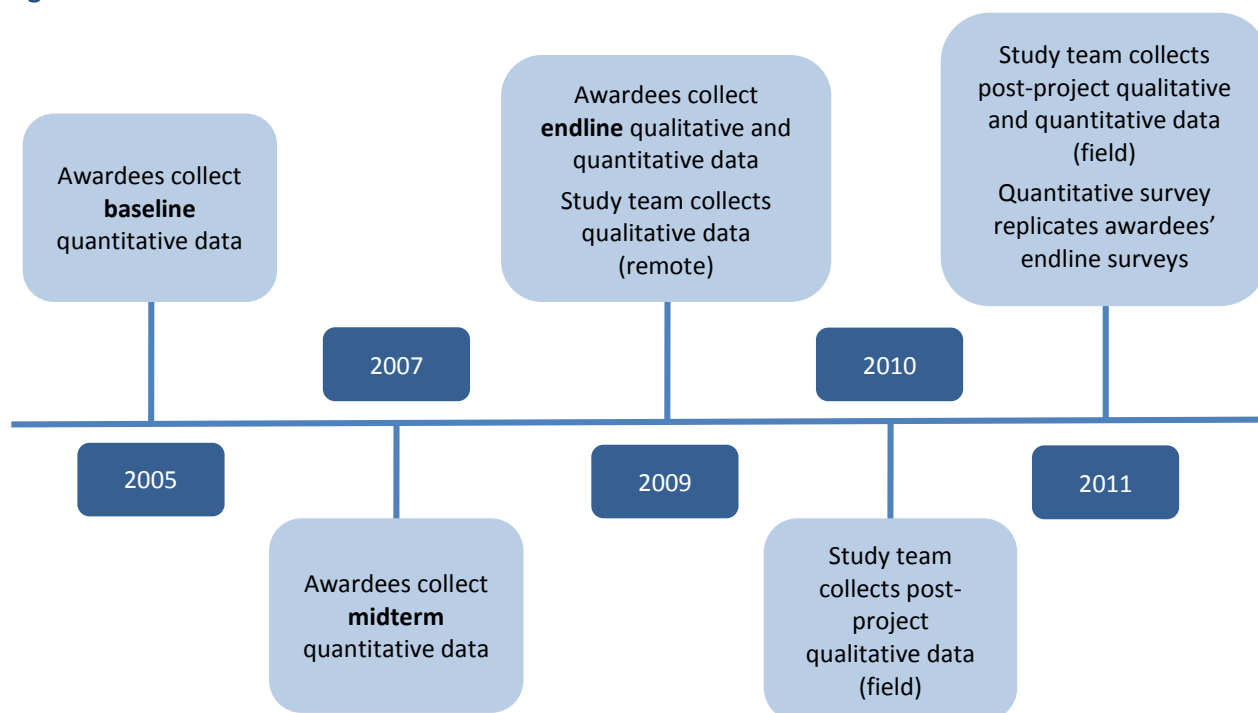 Awardees collect
baseline
quantitative data
2005
2007
Awardees collect
midterm
quantitative data
Awardees collect
endline qualitative and
quantitative data
Study team collects
qualitative data
(remote)
2009
2010
Study team
collects post-
project
qualitative data
(field)
Study team collects
post-project qualitative
and quantitative data
(field)
Quantitative survey
replicates awardees’
endline surveys
2011